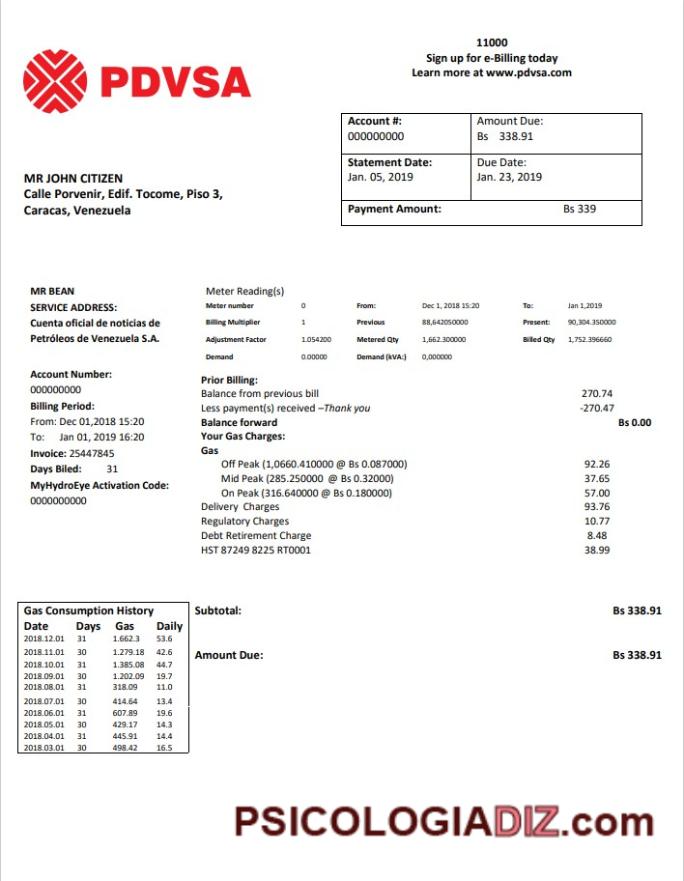 PDVSA
11000
Sign up for e-Billing today
Learn more at www.pdvsa.com
Account #: Amount Due:
000000000 Bs 338.91
Statement Date: Due Date:
Jan. 05, 2019 Jan. 23, 2019
Payment Amount: Bs 339
MR JOHN CITIZEN
Calle Porvenir, Edif. Tocome, Piso 3,
Caracas, Venezuela
MR BEAN
SERVICE ADDRESS:
Cuenta oficial de noticias de
Petróleos de Venezuela S.A.
Account Number:
000000000
Billing Period:
From: Dec 01,2018 15:20
To: Jan 01, 2019 16:20
Invoice: 25447845
Days Biled: 31
MyHydroEye Activation Code:
0000000000
Meter Reading(s)
Meter number 0 From: Dec 1, 2018 15:20 To: Jan 1,2019
Billing Multiplier 1 Previous 88,642050000 Present: 90,304.350000
Adjustment Factor 1.054200 Metered Qty 1,662.300000 Billed Qty 1,752.396660
Demand 0.00000 Demand (kVA:) 0,000000
Prior Billing:
Balance from previous bill 270.74
Less payment(s) received –Thank you -270.47
Balance forward Bs 0.00
Your Gas Charges:
Gas
Off Peak (1,0660.410000 @ Bs 0.087000) 92.26
Mid Peak (285.250000 @ Bs 0.32000) 37.65
On Peak (316.640000 @ Bs 0.180000) 57.00
Delivery Charges 93.76
Regulatory Charges 10.77
Debt Retirement Charge 8.48
HST 87249 8225 RT0001 38.99
Gas Consumption History
Date Days Gas Daily
2018.12.01 31 1.662.3 53.6
2018.11.01 30 1.279.18 42.6
2018.10.01 31 1.385.08 44.7
2018.09.01 30 1.202.09 19.7
2018.08.01 31 318.09 11.0
2018.07.01 30 414.64 13.4
2018.06.01 31 607.89 19.6
2018.05.01 30 429.17 14.3
2018.04.01 31 445.91 14.4
2018.03.01 30 498.42 16.5
Subtotal: Bs 338.91
Amount Due: Bs 338.91
PSICOLOGIADIZ.com